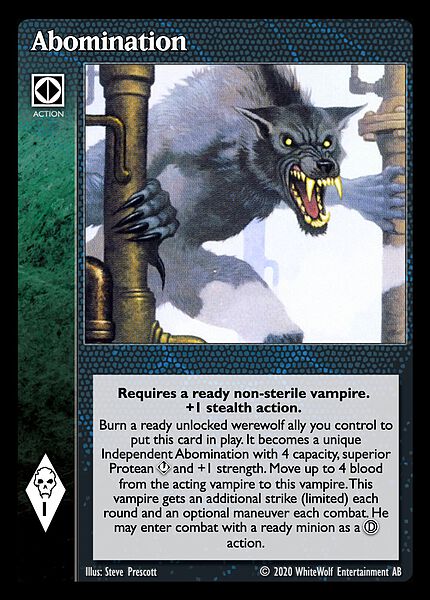 Abomination
ACTION
Requires a ready non-sterile vampire.
+1 stealth action.
Burn a ready unlocked werewolf ally you control to
put this card in play. It becomes a unique
Independent Abomination with 4 capacity, superior
Protean and +1 strength. Move up to 4 blood
from the acting vampire to this vampire. This
vampire gets an additional strike (limited) each
round and an optional maneuver each combat. He
may enter combat with a ready minion as a Ⓓ
action.
1
Illus: Steve Prescott © 2020 WhiteWolf Entertainment AB